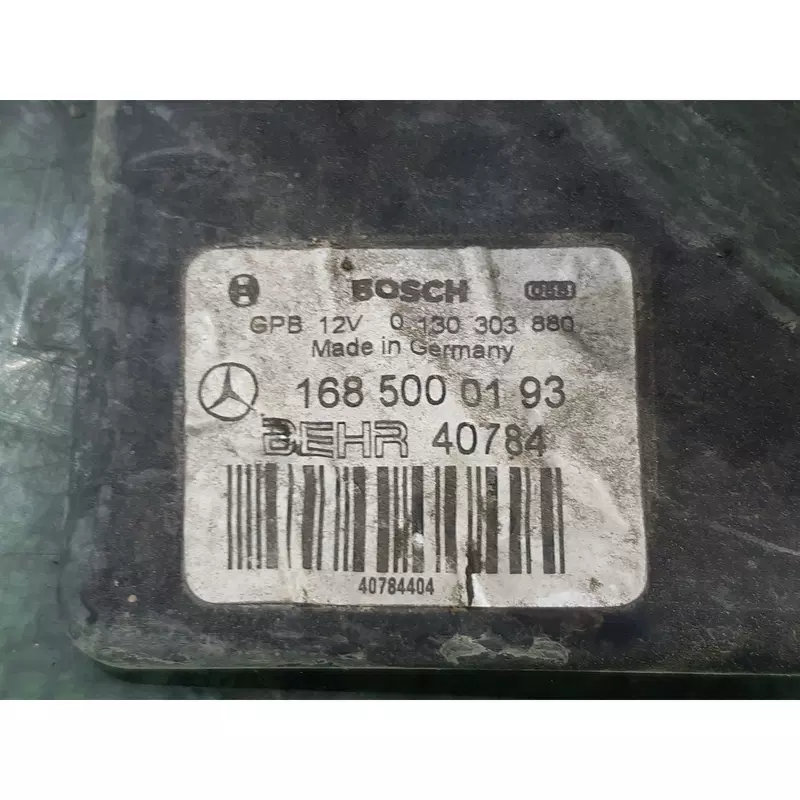 BOSCH
GPB 12V 0 130 303 880
Made in Germany
168 500 01 93
BEHR 40784
40784404